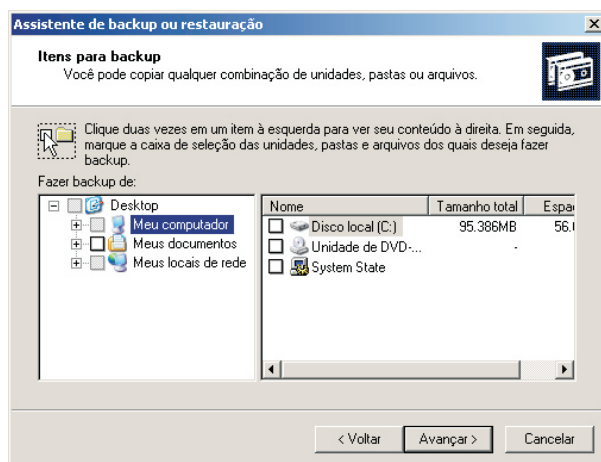 Assistente de backup ou restauração
Itens para backup
Você pode copiar qualquer combinação de unidades, pastas ou arquivos.
Clique duas vezes em um item à esquerda para ver seu conteúdo à direita. Em seguida,
marque a caixa de seleção das unidades, pastas e arquivos dos quais deseja fazer
backup.
Fazer backup de:
Desktop
Meu computador
Meus documentos
Meus locais de rede
Nome Tamanho total Espa
Disco local (C:) 95.386MB 56.
Unidade de DVD-... -
System State
< Voltar Avançar > Cancelar